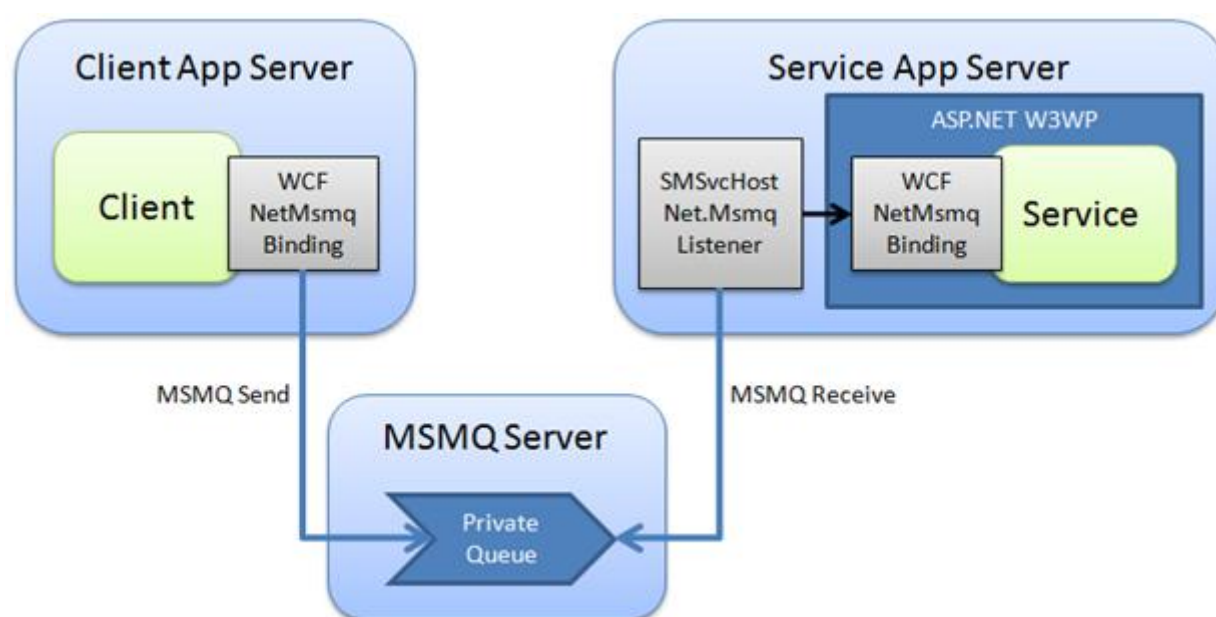 Client App Server
Client
WCF
NetMsmq
Binding
Service App Server
ASP.NET W3WP
SMSvcHost
Net.Msmq
Listener
WCF
NetMsmq
Binding
Service
MSMQ Send
MSMQ Receive
MSMQ Server
Private
Queue